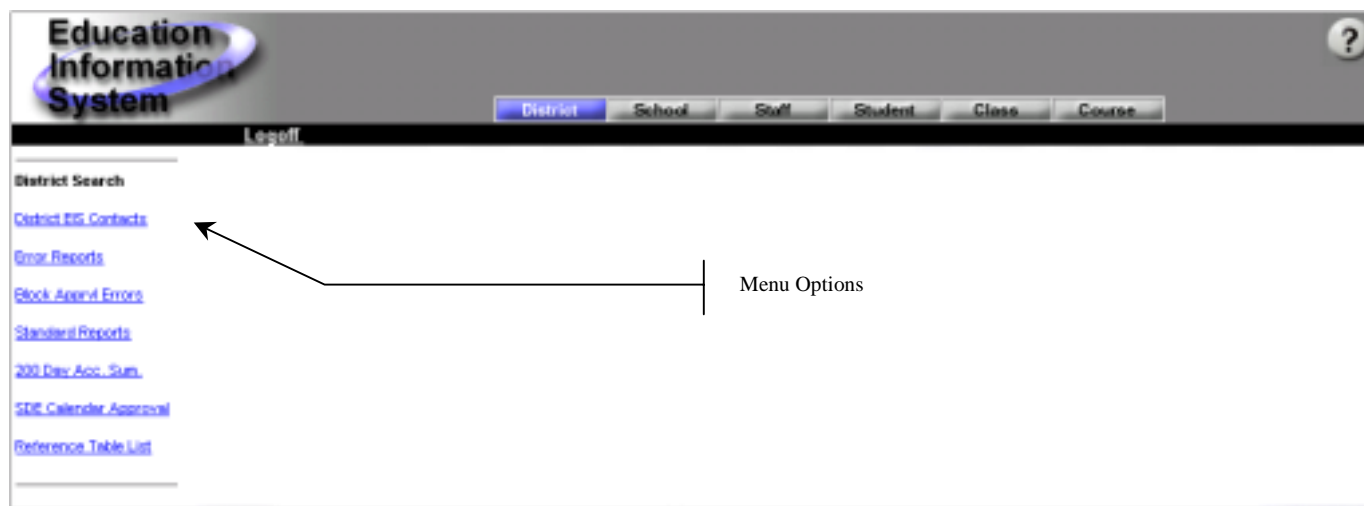 Education
Information
System
?
District School Staff Student Class Course
Logoff
District Search
District EIS Contacts
Error Reports
Block Apprvl Errors
Standard Reports
200 Day Acc. Sum.
SDE Calendar Approval
Reference Table List
Menu Options